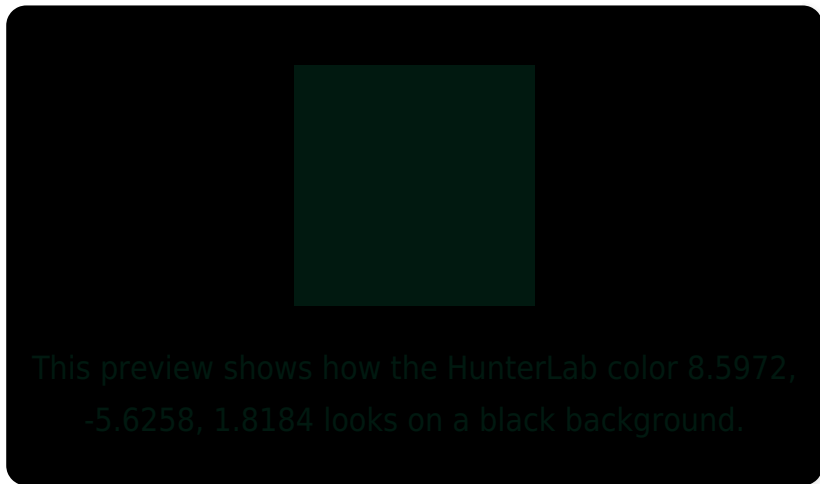 This preview shows how the HunterLab color 8.5972,
-5.6258, 1.8184 looks on a black background.